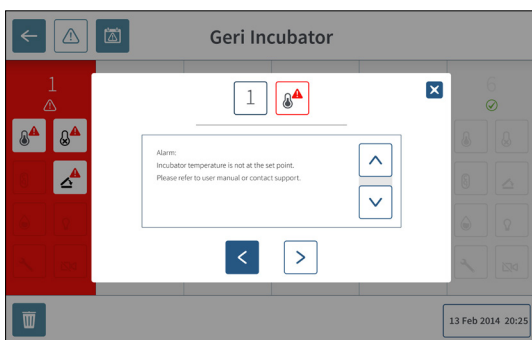 Geri Incubator
1
6
1
Alarm:
Incubator temperature is not at the set point.
Please refer to user manual or contact support.
13 Feb 2014 20:25